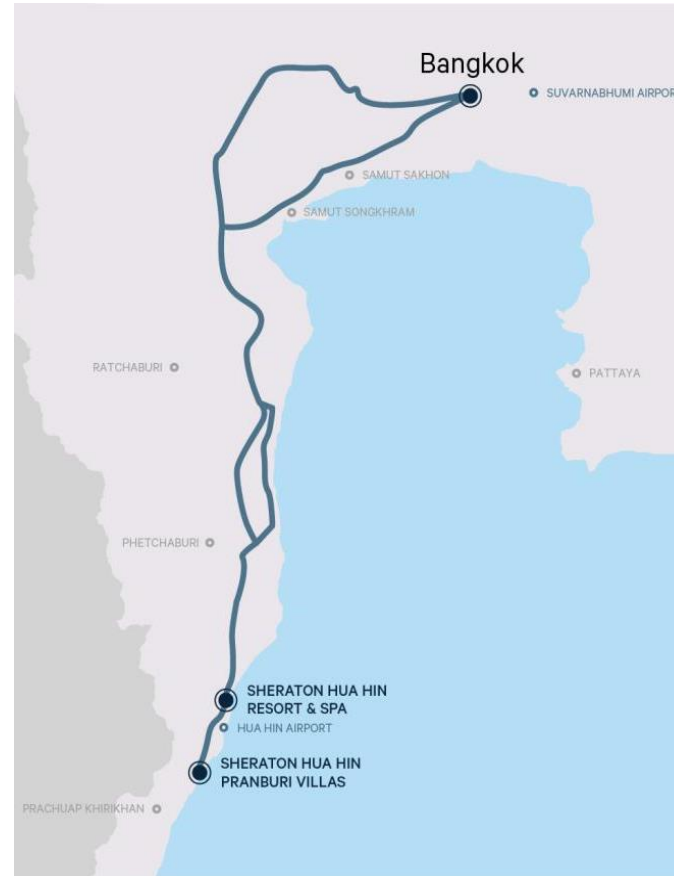 Bangkok
SUVARNABHUMI AIRPOR
SAMUT SAKHON
SAMUT SONGKHRAM
RATCHABURI
PATTAYA
PHETCHABURI
SHERATON HUA HIN
RESORT & SPA
HUA HIN AIRPORT
SHERATON HUA HIN
PRANBURI VILLAS
PRACHUAP KHIRIKHAN